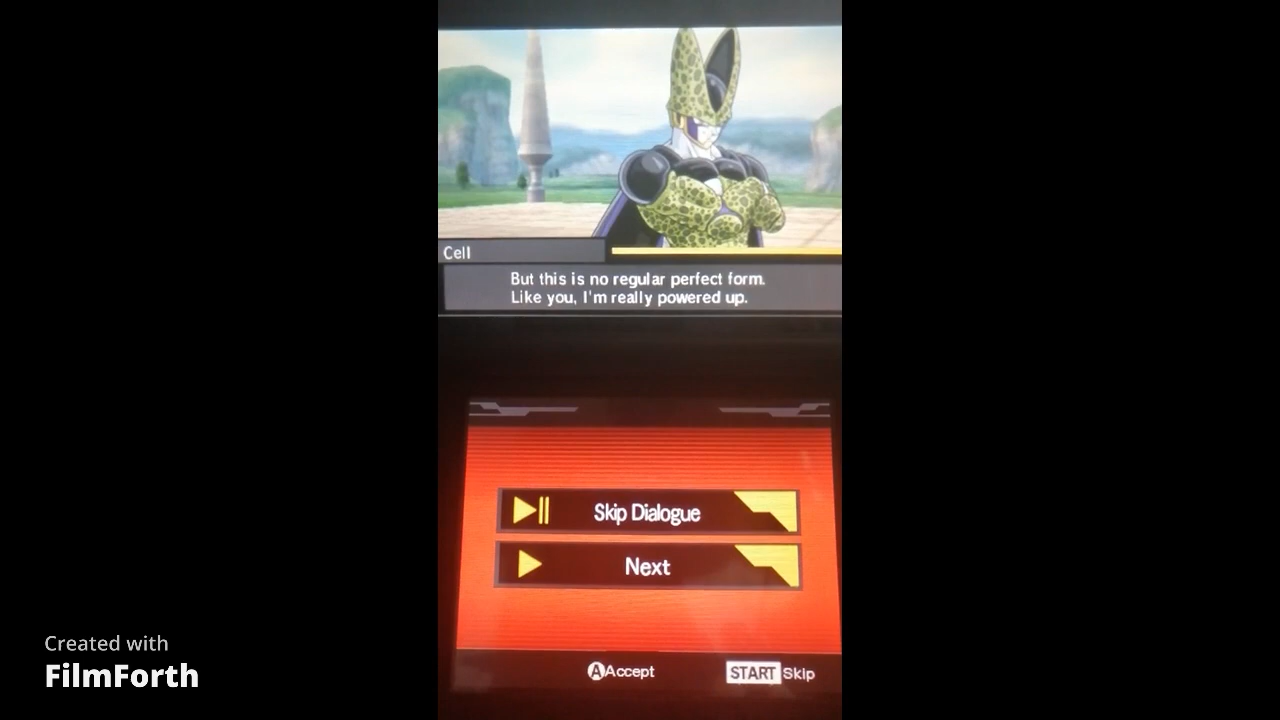 Cell
But this is no regular perfect form.
Like you, I'm really powered up.
Skip Dialogue
Next
A Accept
START Skip
Created with
FilmForth